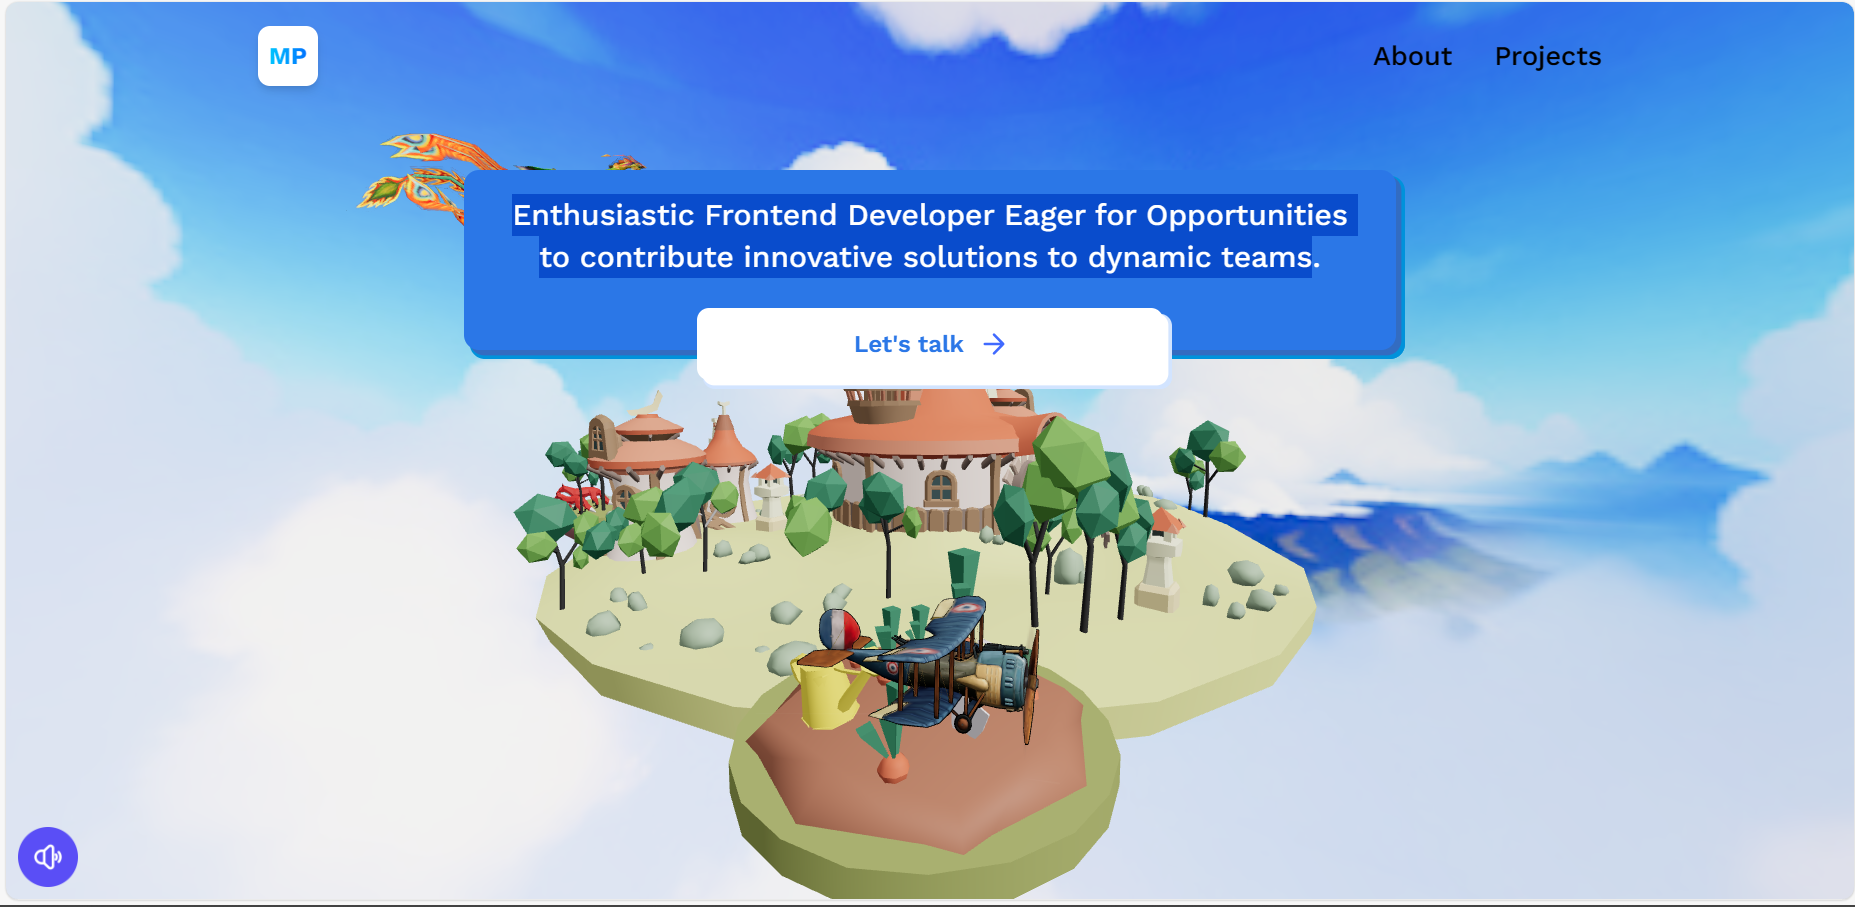 MP
About
Projects
Enthusiastic Frontend Developer Eager for Opportunities
to contribute innovative solutions to dynamic teams.
Let's talk